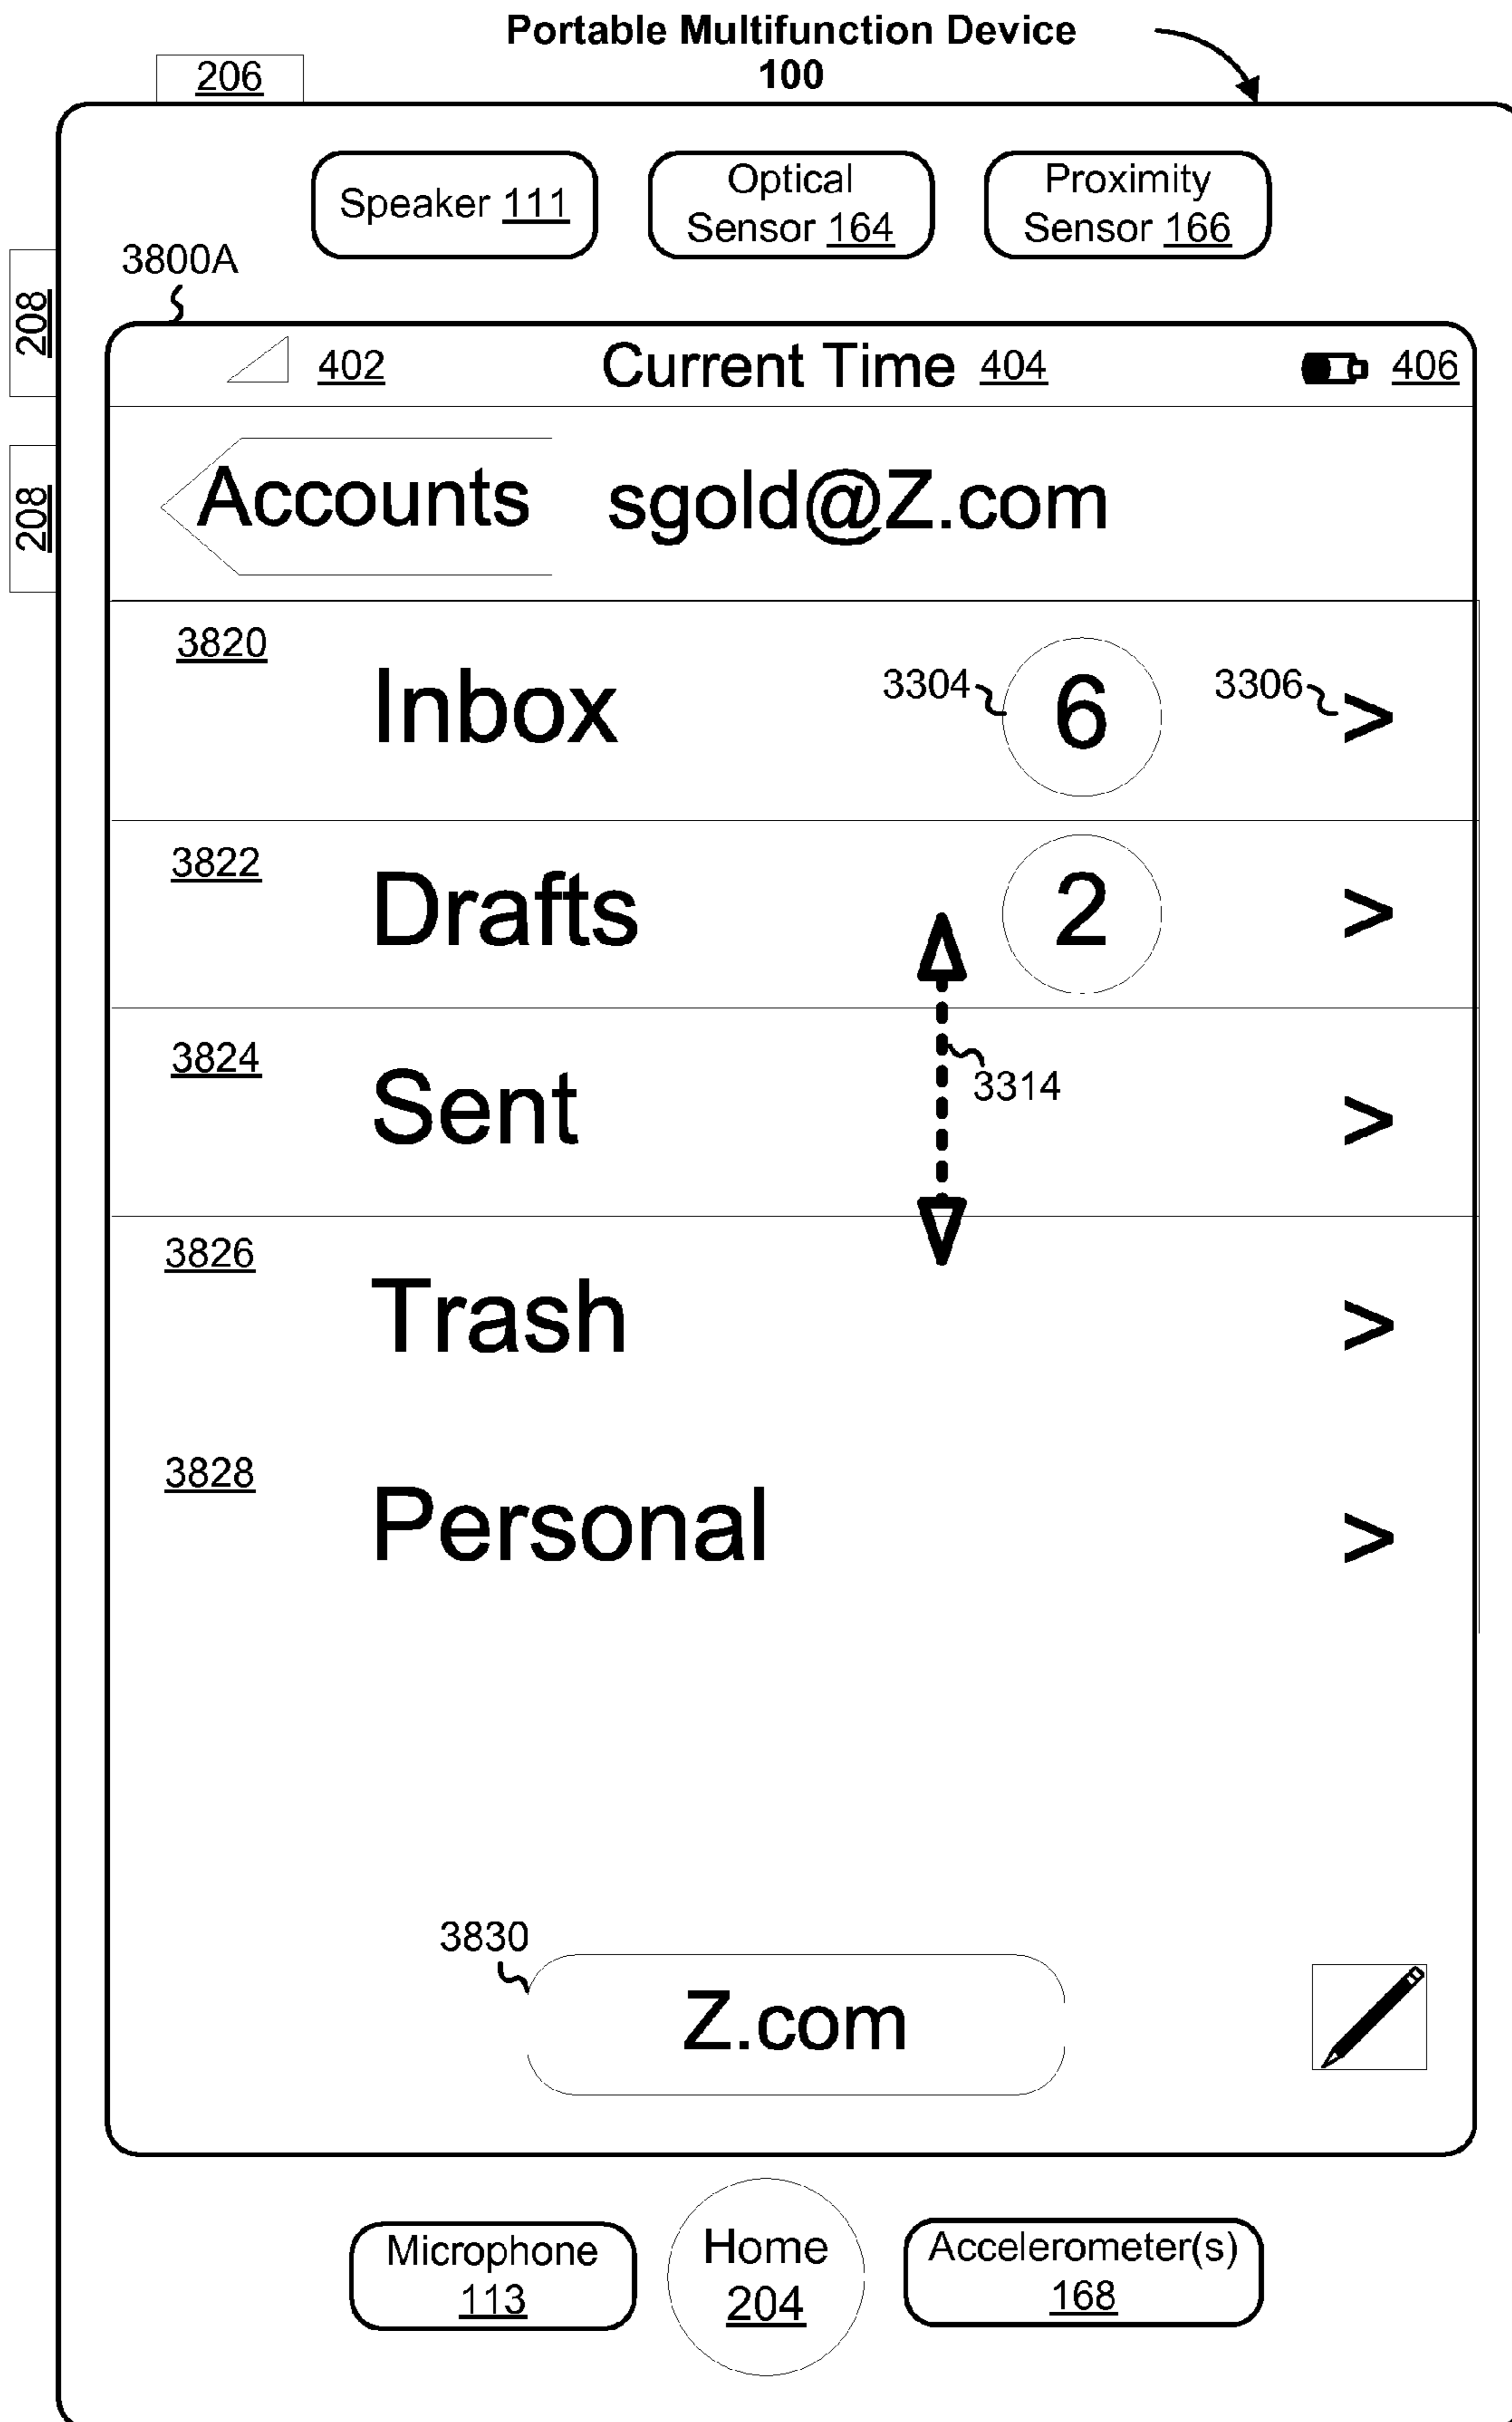 Portable Multifunction Device
100
206
Speaker 111
Optical
Sensor 164
Proximity
Sensor 166
3800A
208
208
402
Current Time 404
406
Accounts
sgold@Z.com
3820
Inbox
3304
6
3306
>
3822
Drafts
2
>
3824
Sent
3314
>
3826
Trash
>
3828
Personal
>
3830
Z.com
Microphone
113
Home
204
Accelerometer(s)
168